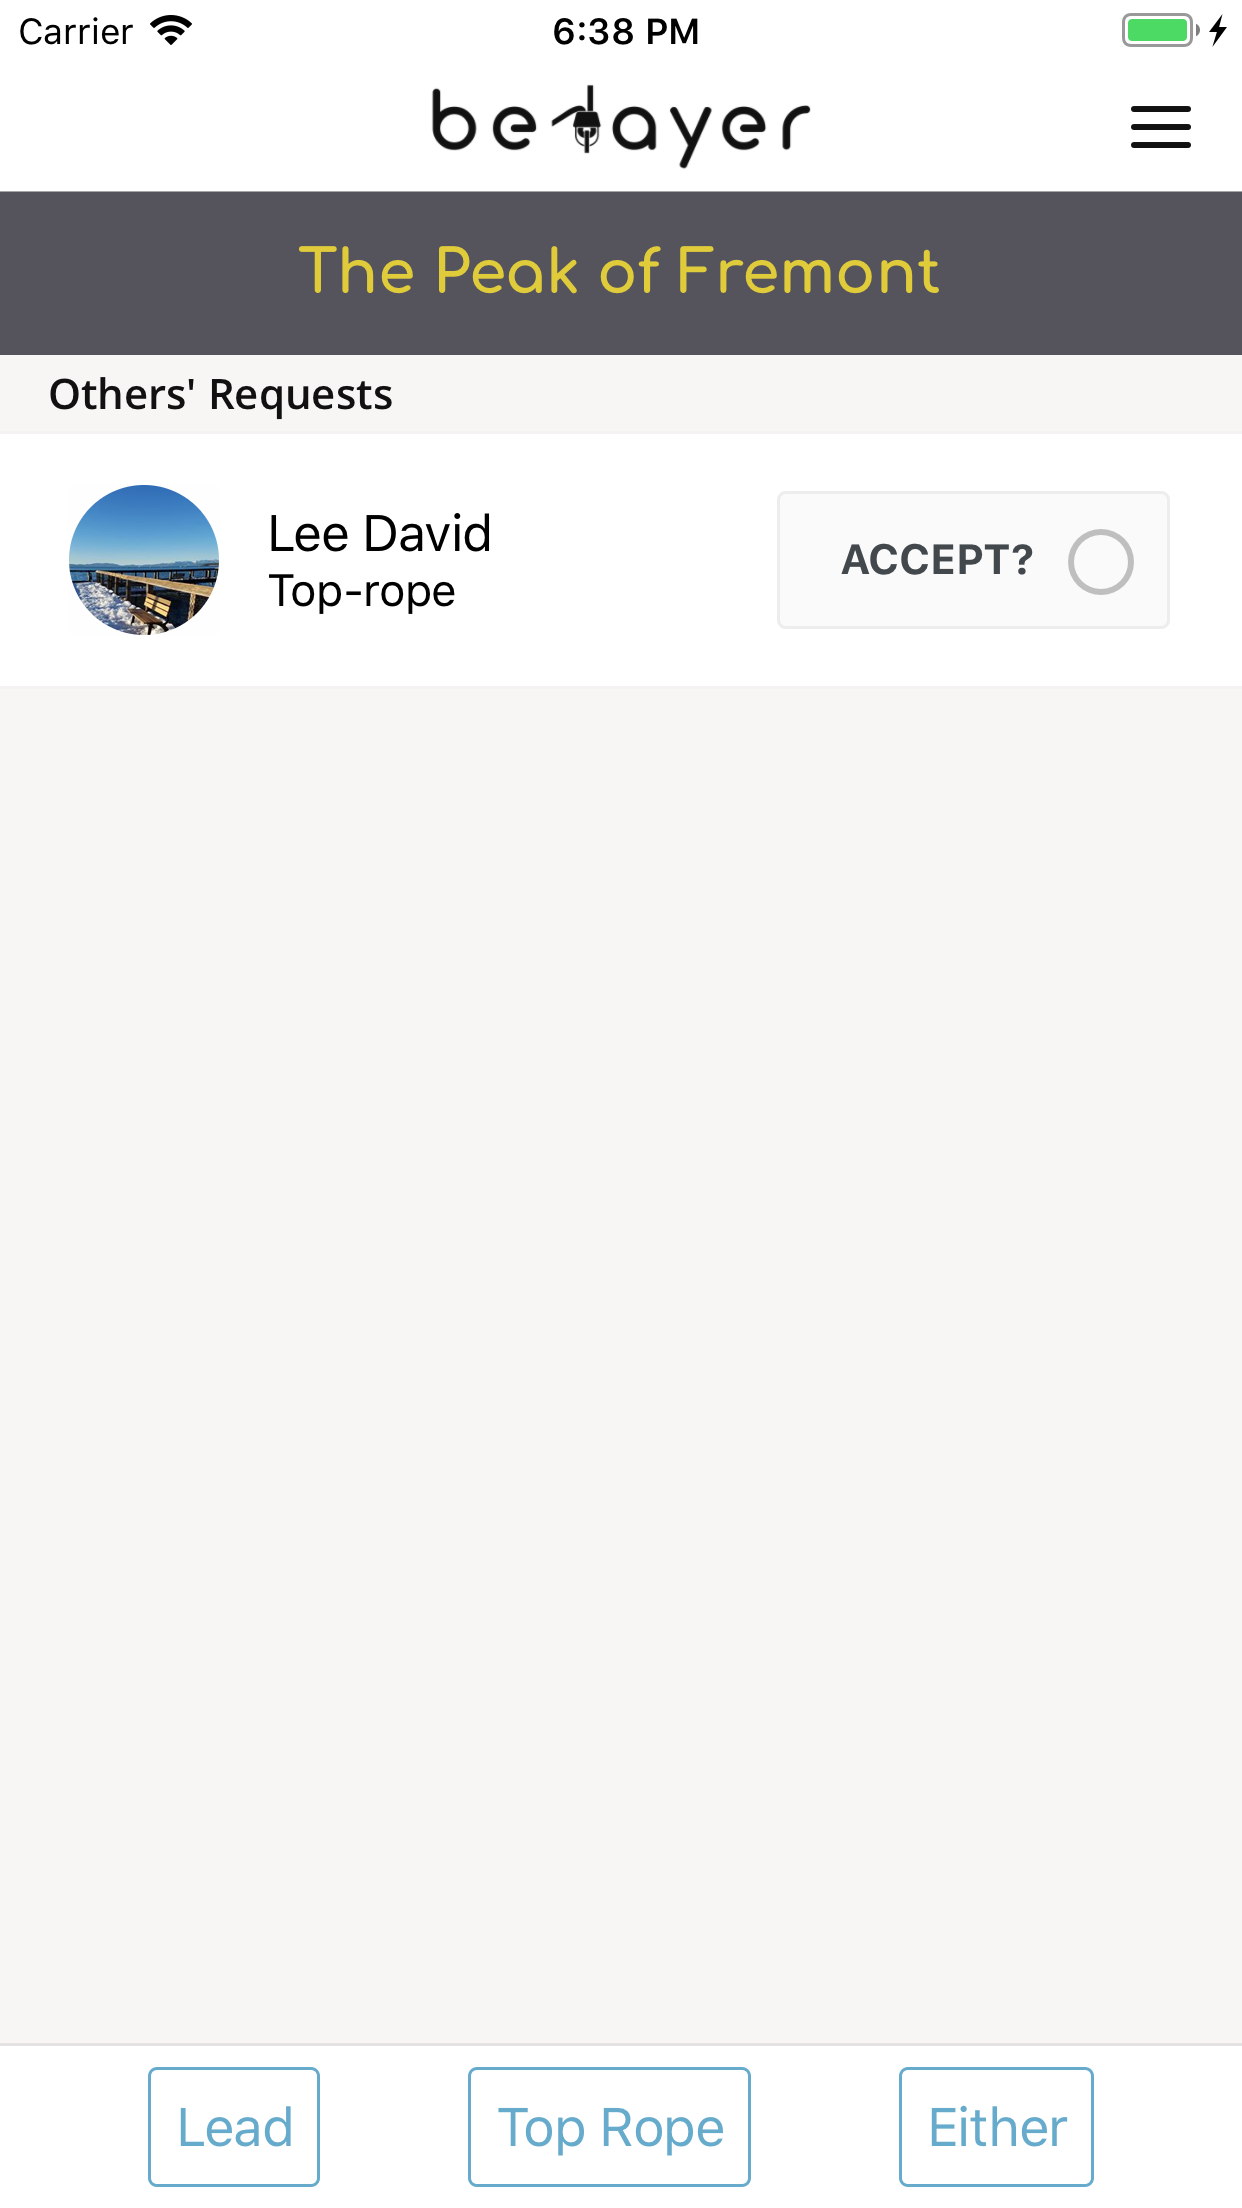 Carrier 6:38 PM
belayer
The Peak of Fremont
Others' Requests
Lee David
Top-rope
ACCEPT?
Lead Top Rope Either